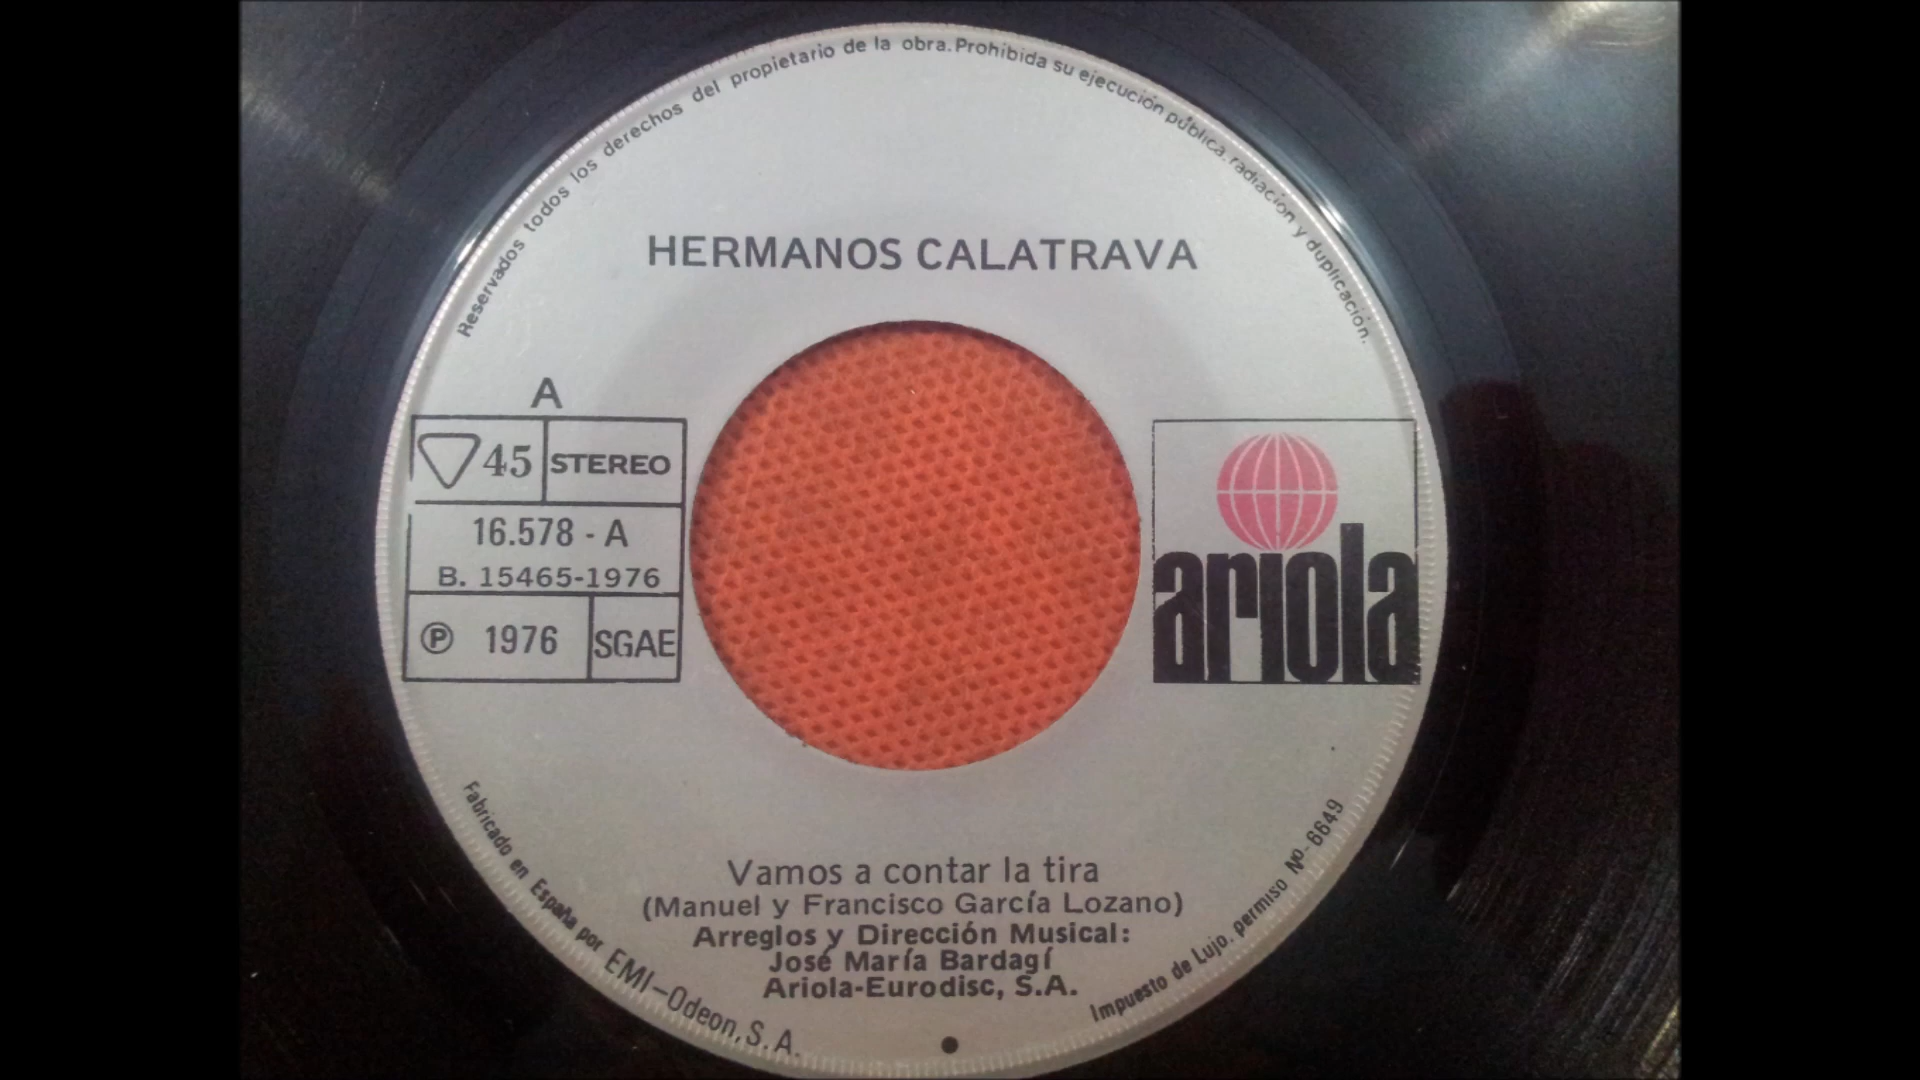 Reservados todos los derechos del propietario de la obra. Prohibida su ejecución pública. radiación y duplicación.
HERMANOS CALATRAVA
A
45 STEREO
16.578 - A
B. 15465-1976
Ⓟ 1976 SGAE
ariola
Vamos a contar la tira
(Manuel y Francisco García Lozano)
Arreglos y Dirección Musical:
José María Bardagí
Ariola-Eurodisc, S.A.
Fabricado en España por EMI-Odeon, S. A.
Impuesto de Lujo. permiso Nº-6649